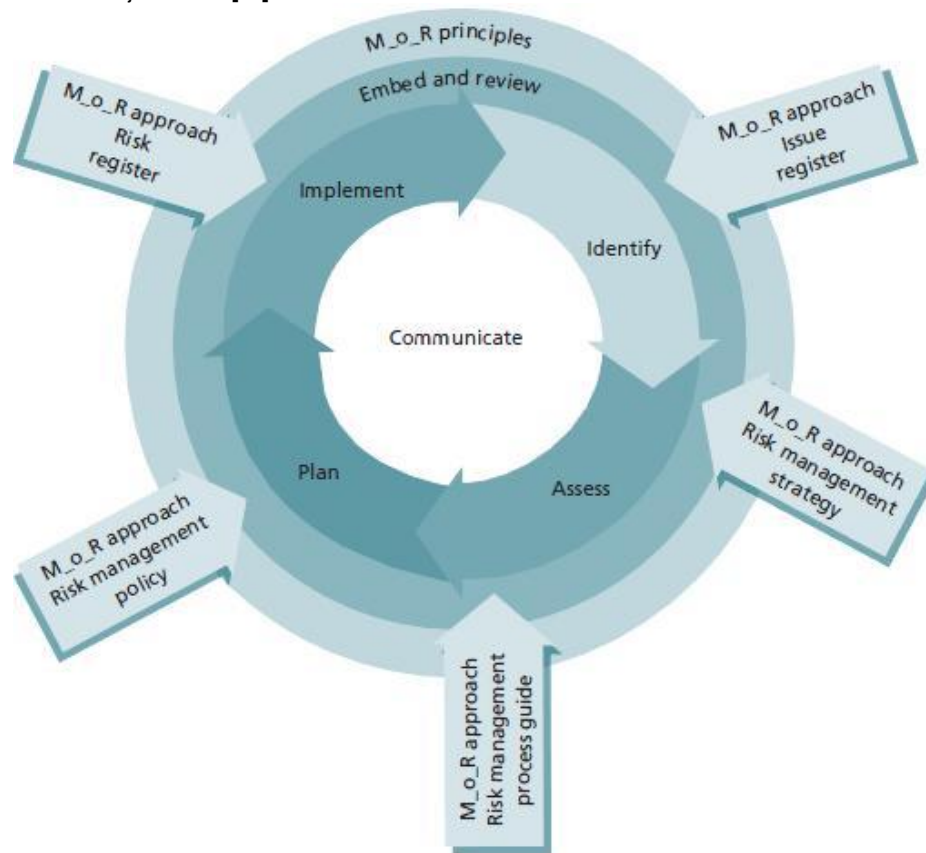 M_o_R principles
Embed and review
M_o_R approach
Risk
register
M_o_R approach
Issue
register
Implement
Identify
Communicate
Plan
Assess
M_o_R approach
Risk management
strategy
M_o_R approach
Risk management
policy
M_o_R approach
Risk management
process guide